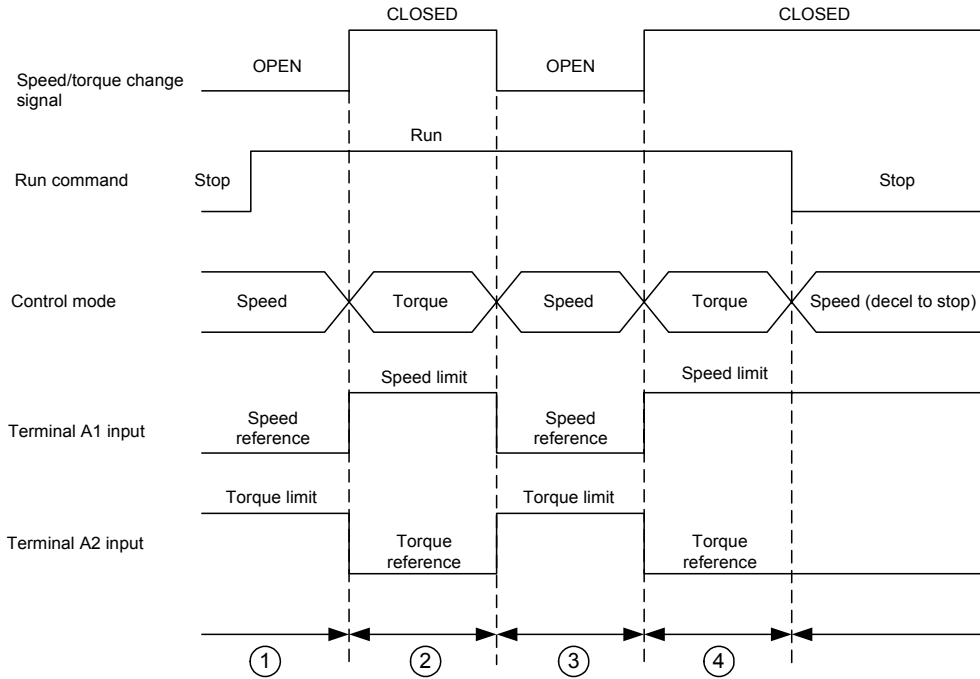 CLOSED
CLOSED
OPEN
OPEN
Speed/torque change
signal
Run
Run command
Stop
Stop
Control mode
Speed
Torque
Speed
Torque
Speed (decel to stop)
Speed limit
Speed limit
Terminal A1 input
Speed
reference
Speed
reference
Torque limit
Torque limit
Terminal A2 input
Torque
reference
Torque
reference
1
2
3
4